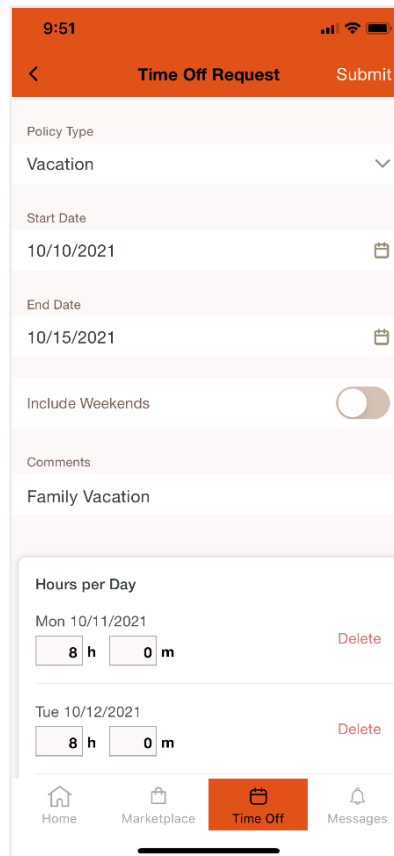 9:51
Time Off Request Submit
Policy Type
Vacation
Start Date
10/10/2021
End Date
10/15/2021
Include Weekends
Comments
Family Vacation
Hours per Day
Mon 10/11/2021
8 h 0 m Delete
Tue 10/12/2021
8 h 0 m Delete
Home Marketplace Time Off Messages